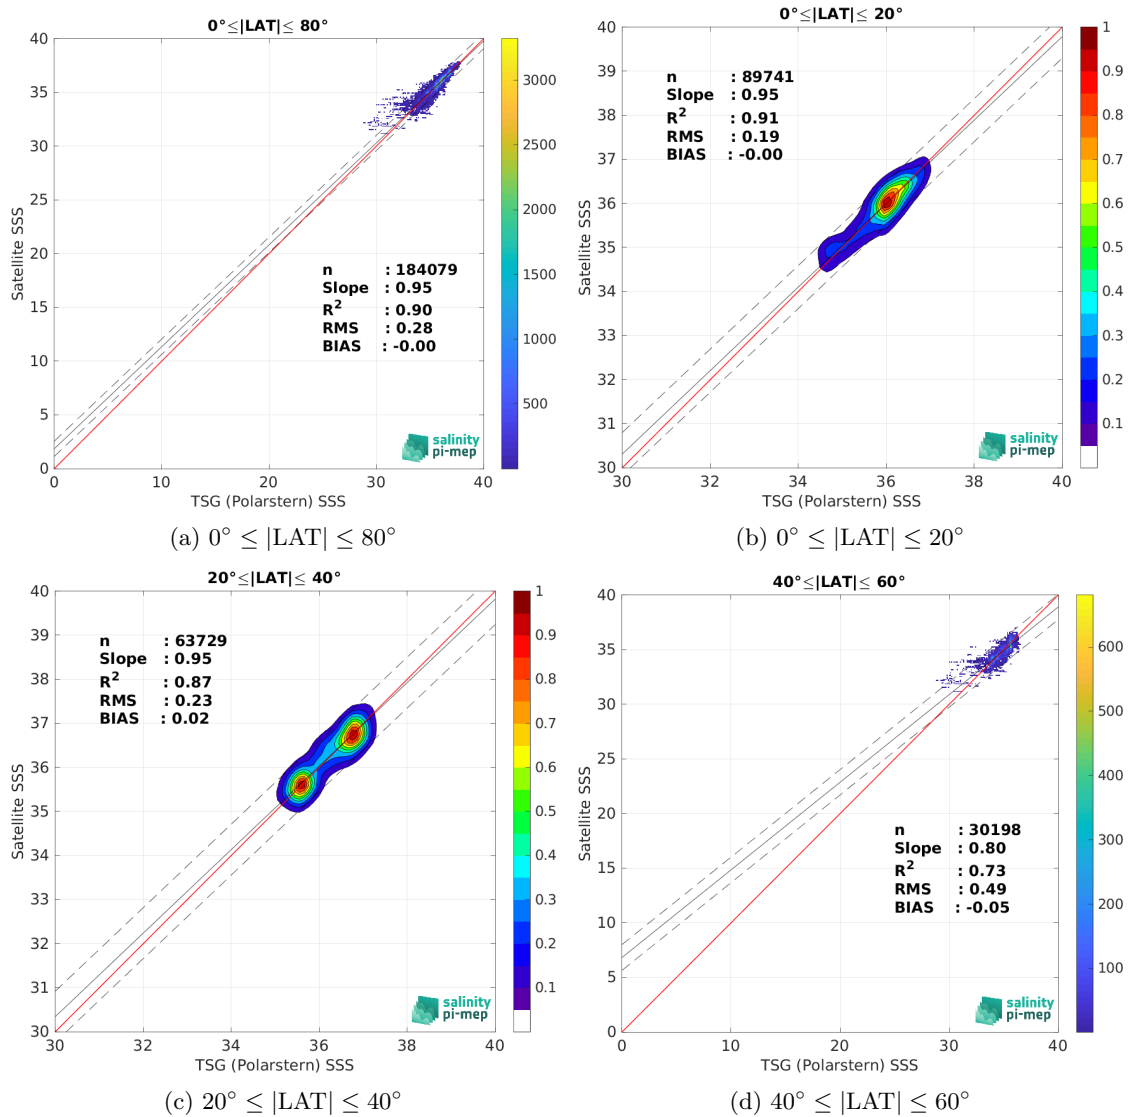 0°≤|LAT|≤ 80°
40
35
30
25
20
15
10
5
0
Satellite SSS
n : 184079
Slope : 0.95
R² : 0.90
RMS : 0.28
BIAS : -0.00
salinity
pi-mep
0 10 20 30 40
TSG (Polarstern) SSS
3000
2500
2000
1500
1000
500
(a) 0° ≤ |LAT| ≤ 80°
0°≤|LAT|≤ 20°
40
39
38
37
36
35
34
33
32
31
30
Satellite SSS
n : 89741
Slope : 0.95
R² : 0.91
RMS : 0.19
BIAS : -0.00
salinity
pi-mep
30 32 34 36 38 40
TSG (Polarstern) SSS
1
0.9
0.8
0.7
0.6
0.5
0.4
0.3
0.2
0.1
(b) 0° ≤ |LAT| ≤ 20°
20°≤|LAT|≤ 40°
40
39
38
37
36
35
34
33
32
31
30
Satellite SSS
n : 63729
Slope : 0.95
R² : 0.87
RMS : 0.23
BIAS : 0.02
salinity
pi-mep
30 32 34 36 38 40
TSG (Polarstern) SSS
1
0.9
0.8
0.7
0.6
0.5
0.4
0.3
0.2
0.1
(c) 20° ≤ |LAT| ≤ 40°
40°≤|LAT|≤ 60°
40
35
30
25
20
15
10
5
0
Satellite SSS
n : 30198
Slope : 0.80
R² : 0.73
RMS : 0.49
BIAS : -0.05
salinity
pi-mep
0 10 20 30 40
TSG (Polarstern) SSS
600
500
400
300
200
100
(d) 40° ≤ |LAT| ≤ 60°